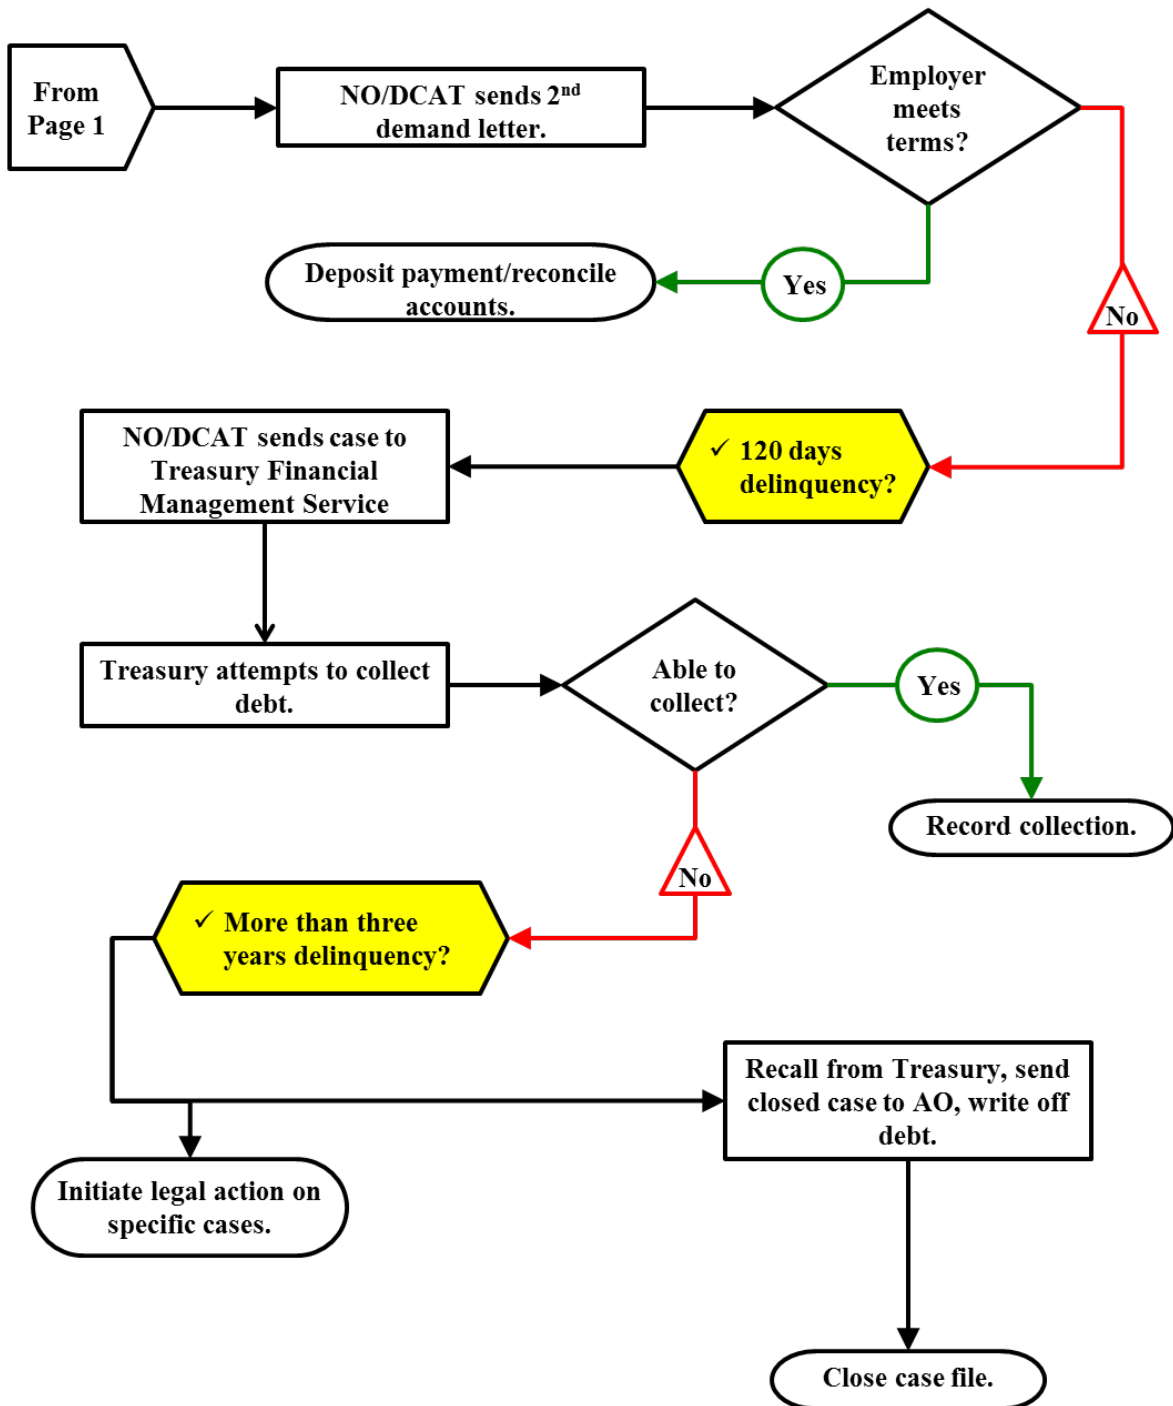 From
Page 1
NO/DCAT sends 2nd
demand letter.
Employer
meets
terms?
Deposit payment/reconcile
accounts.
Yes
No
NO/DCAT sends case to
Treasury Financial
Management Service
✓ 120 days
delinquency?
Treasury attempts to collect
debt.
Able to
collect?
Yes
Record collection.
No
✓ More than three
years delinquency?
Recall from Treasury, send
closed case to AO, write off
debt.
Initiate legal action on
specific cases.
Close case file.